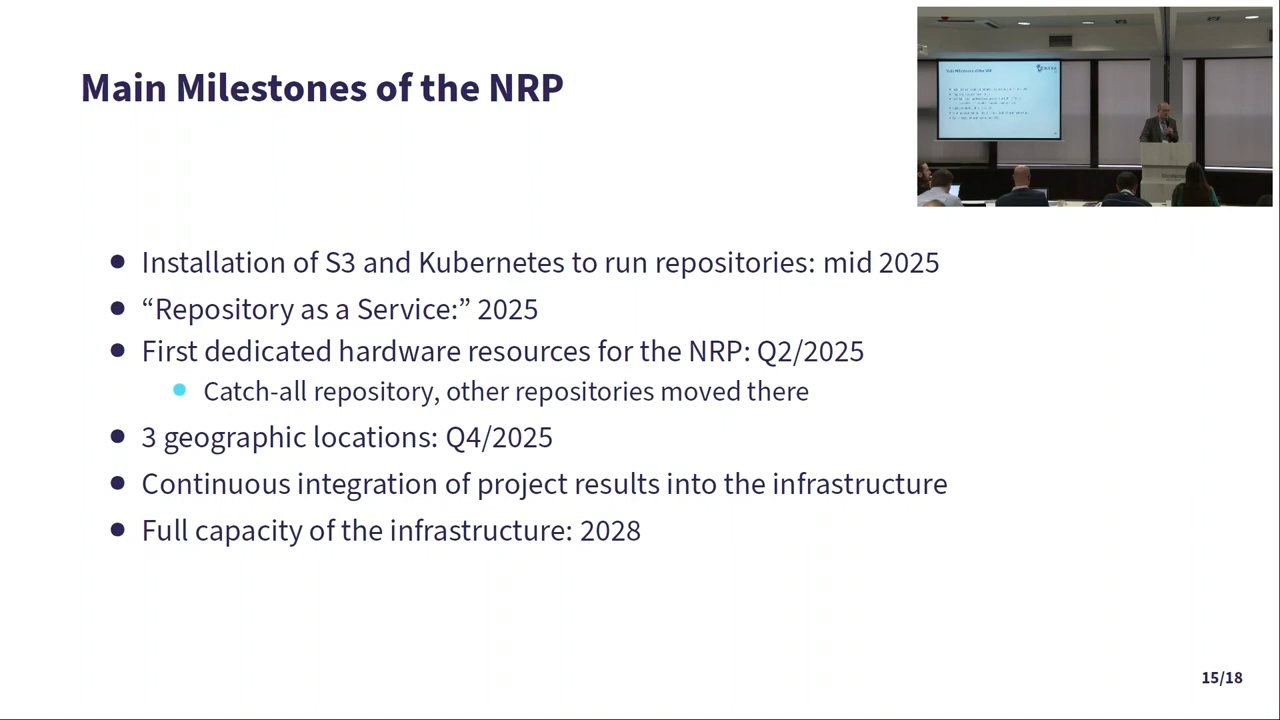 Main Milestones of the NRP
Installation of S3 and Kubernetes to run repositories: mid 2025
“Repository as a Service:” 2025
First dedicated hardware resources for the NRP: Q2/2025
Catch-all repository, other repositories moved there
3 geographic locations: Q4/2025
Continuous integration of project results into the infrastructure
Full capacity of the infrastructure: 2028
15/18